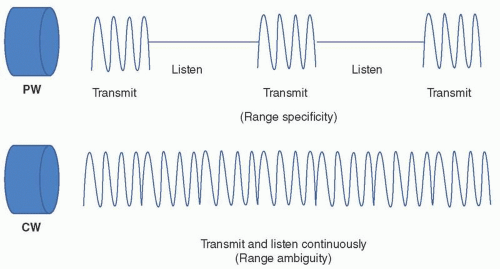 PW
Listen
Listen
Transmit
Transmit
Transmit
(Range specificity)
CW
Transmit and listen continuously
(Range ambiguity)